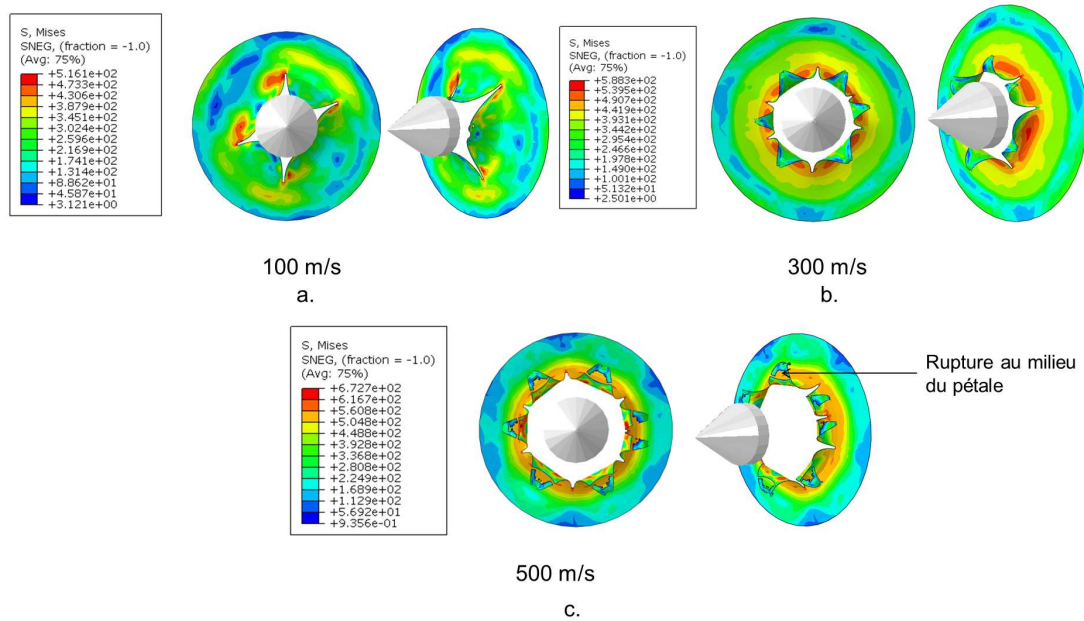 S, Mises
SNEG, (fraction = -1.0)
(Avg: 75%)
+5.161e+02
+4.733e+02
+4.306e+02
+3.879e+02
+3.451e+02
+3.024e+02
+2.596e+02
+2.169e+02
+1.741e+02
+1.314e+02
+8.862e+01
+4.587e+01
+3.121e+00
S, Mises
SNEG, (fraction = -1.0)
(Avg: 75%)
+5.883e+02
+5.395e+02
+4.907e+02
+4.419e+02
+3.931e+02
+3.442e+02
+2.954e+02
+2.466e+02
+1.978e+02
+1.490e+02
+1.001e+02
+5.132e+01
+2.501e+00
100 m/s
a.
300 m/s
b.
S, Mises
SNEG, (fraction = -1.0)
(Avg: 75%)
+6.727e+02
+6.167e+02
+5.608e+02
+5.048e+02
+4.488e+02
+3.928e+02
+3.368e+02
+2.808e+02
+2.249e+02
+1.689e+02
+1.129e+02
+5.692e+01
+9.356e-01
Rupture au milieu
du pétale
500 m/s
c.